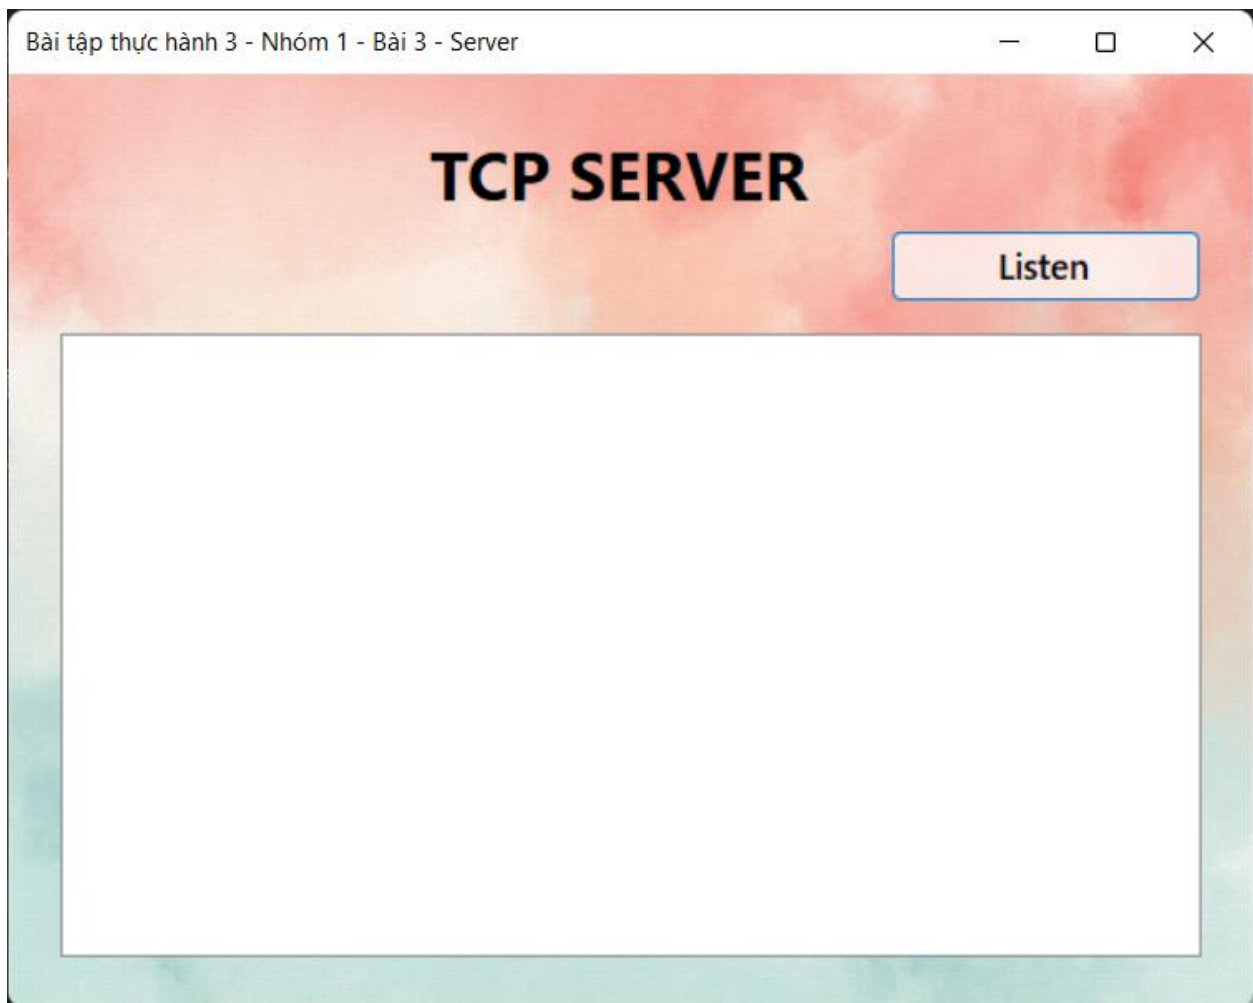 Bài tập thực hành 3 - Nhóm 1 - Bài 3 - Server
TCP SERVER
Listen